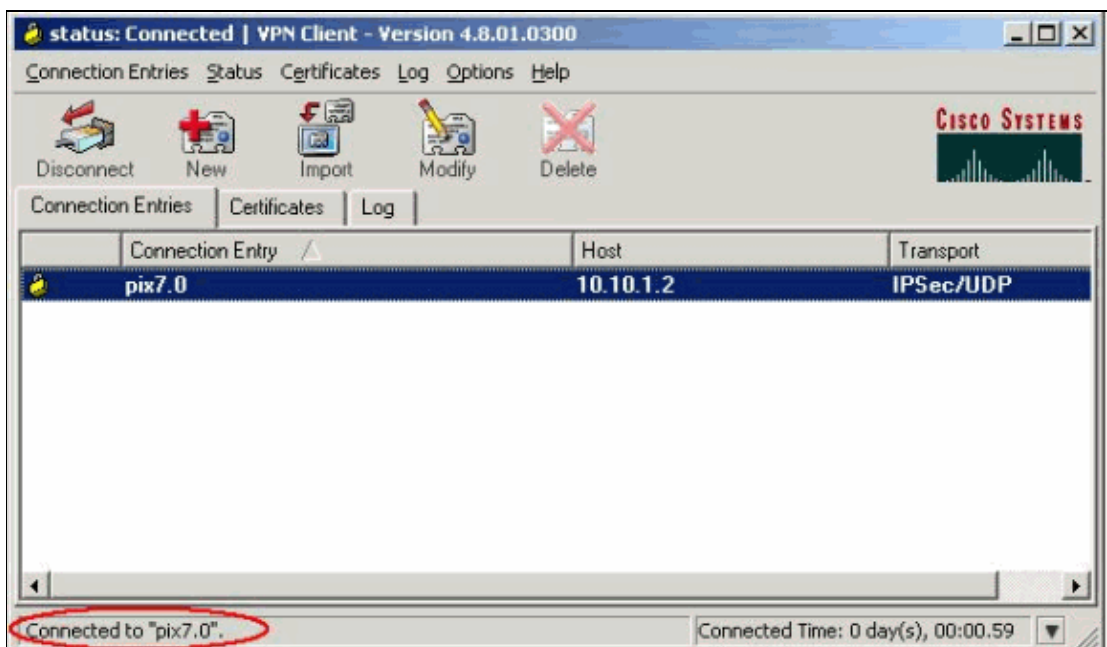 status: Connected | VPN Client - Version 4.8.01.0300
Connection Entries Status Certificates Log Options Help
Disconnect New Import Modify Delete
CISCO SYSTEMS
Connection Entries Certificates Log
Connection Entry Host Transport
pix7.0 10.10.1.2 IPSec/UDP
Connected to "pix7.0". Connected Time: 0 day(s), 00:00.59